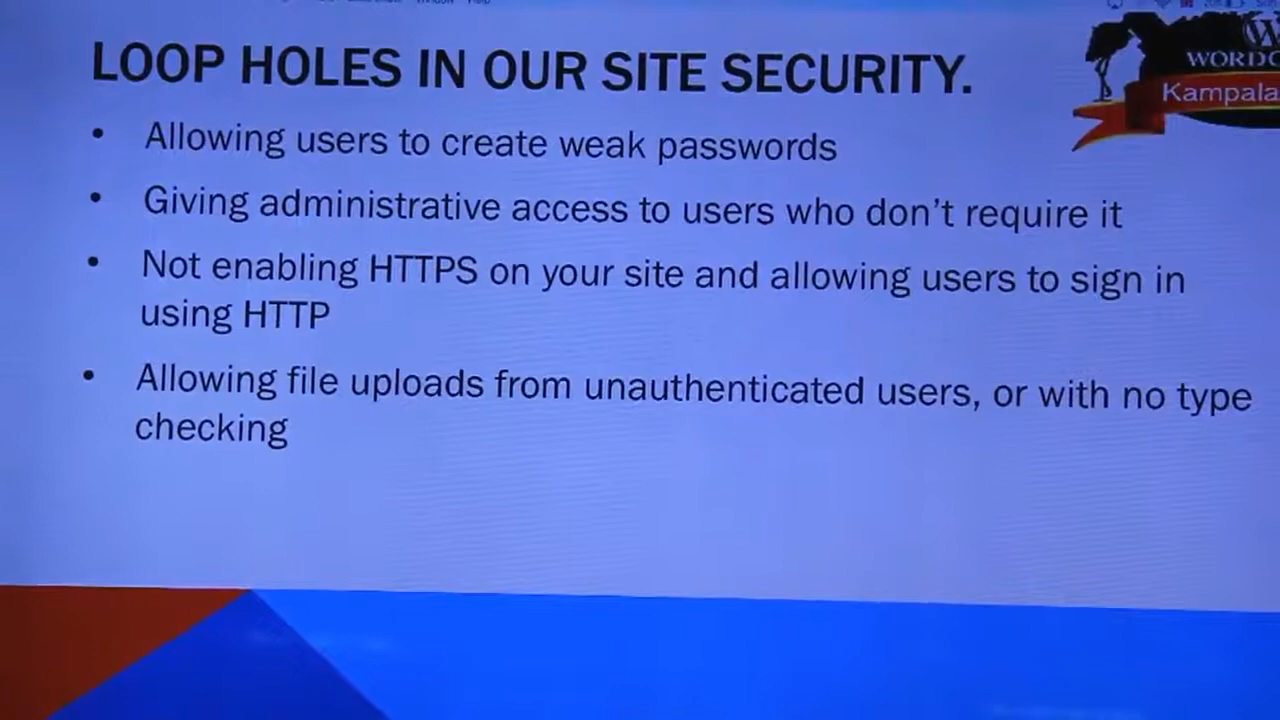 LOOP HOLES IN OUR SITE SECURITY.
• Allowing users to create weak passwords
• Giving administrative access to users who don't require it
• Not enabling HTTPS on your site and allowing users to sign in
using HTTP
• Allowing file uploads from unauthenticated users, or with no type
checking
W
Kampala